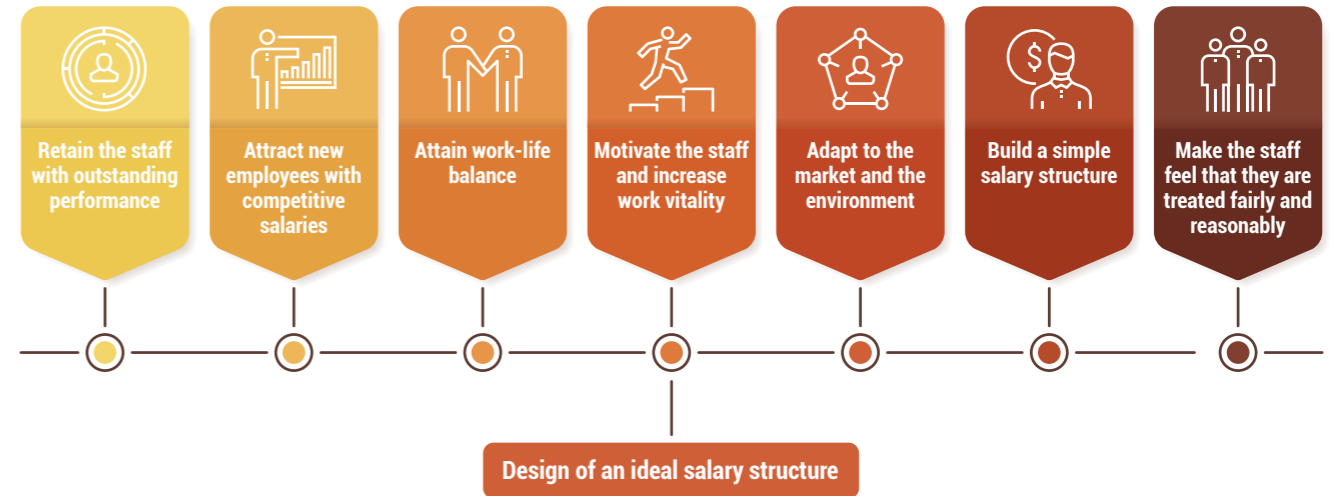 Retain the staff
with outstanding
performance
Attract new
employees with
competitive
salaries
Attain work-life
balance
Motivate the staff
and increase
work vitality
Adapt to the
market and the
environment
$
Build a simple
salary structure
Make the staff
feel that they are
treated fairly and
reasonably
Design of an ideal salary structure